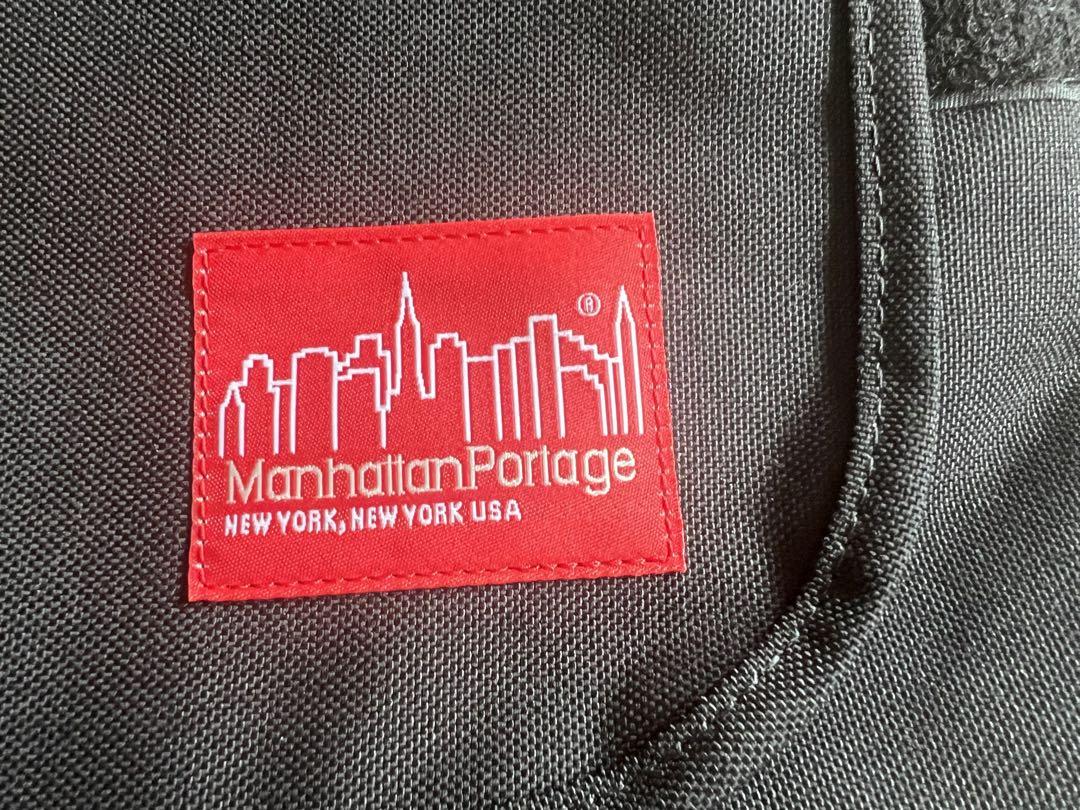 ®
ManhattanPortage
NEW YORK, NEW YORK USA